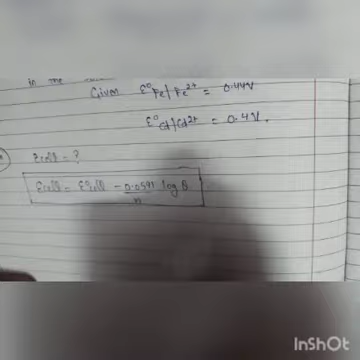 in the
Given E°Fe/Fe²⁺ = 0.44V
E°Cd/Cd²⁺ = 0.4V.
Ecell = ?
Ecell = E°cell - 0.0591/n log Q
InShOt